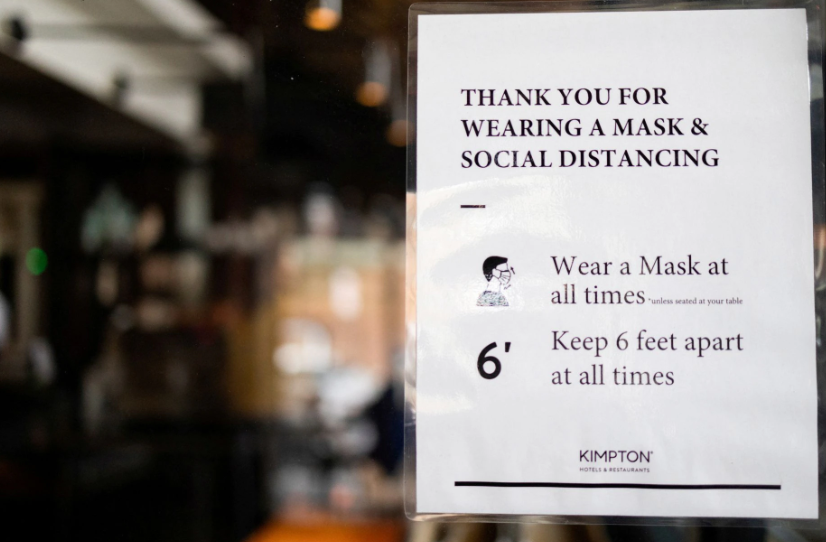 THANK YOU FOR
WEARING A MASK &
SOCIAL DISTANCING
Wear a Mask at
all times *unless seated at your table
6' Keep 6 feet apart
at all times
KIMPTON®
HOTELS & RESTAURANTS